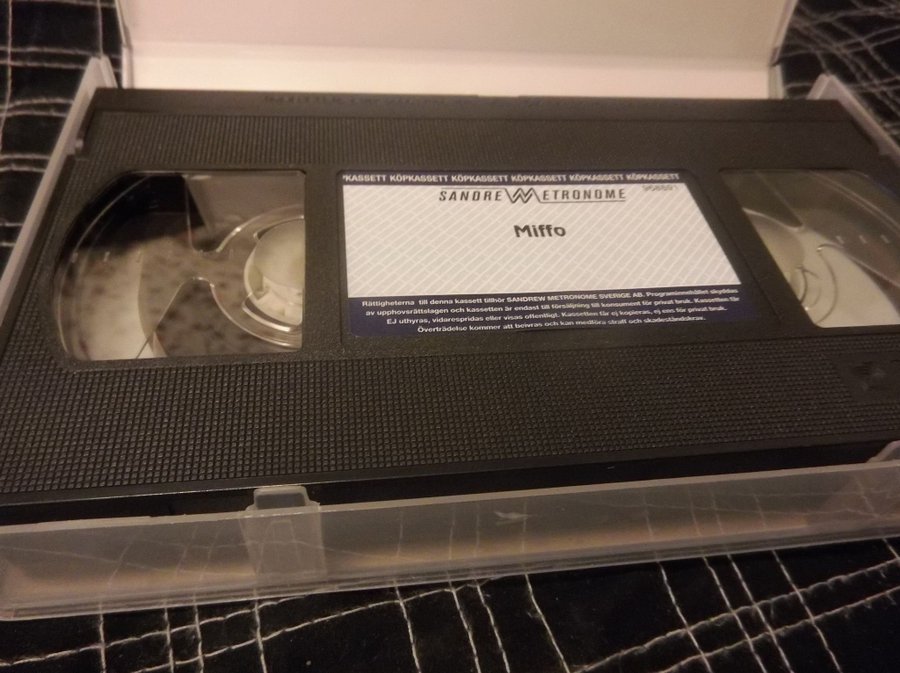 'KASSETT KÖPKASSETT KÖPKASSETT KÖPKASSETT KÖPKASSETT
SANDREWMETRONOME
Miffo
Rättigheterna till denna kassett tillhör SANDREW METRONOME SVERIGE AB. Programinnehållet skyddas
av upphovsrättslagen och kassetten är endast till försäljning till konsument för privat bruk. Kassetten får
EJ uthyras, vidarespridas eller visas offentligt. Kassetten får ej kopieras, ej ens för privat bruk.
Överträdelse kommer att beivras och kan medföra straff och skadeståndskrav.